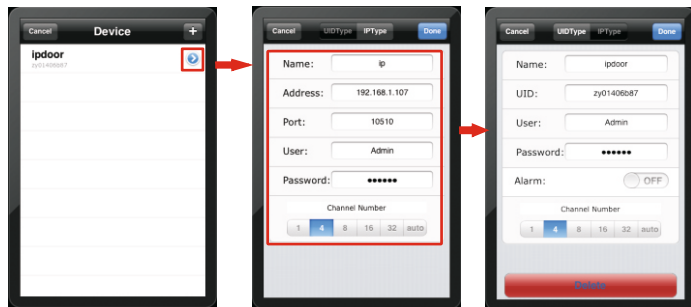 Cancel Device +
ipdoor
zy01406b87
Cancel UIDType IPType Done
Name: ip
Address: 192.168.1.107
Port: 10510
User: Admin
Password: ••••••
Channel Number
1 4 8 16 32 auto
Cancel UIDType IPType Done
Name: ipdoor
UID: zy01406b87
User: Admin
Password: ••••••
Alarm: OFF
Channel Number
1 4 8 16 32 auto
Delete